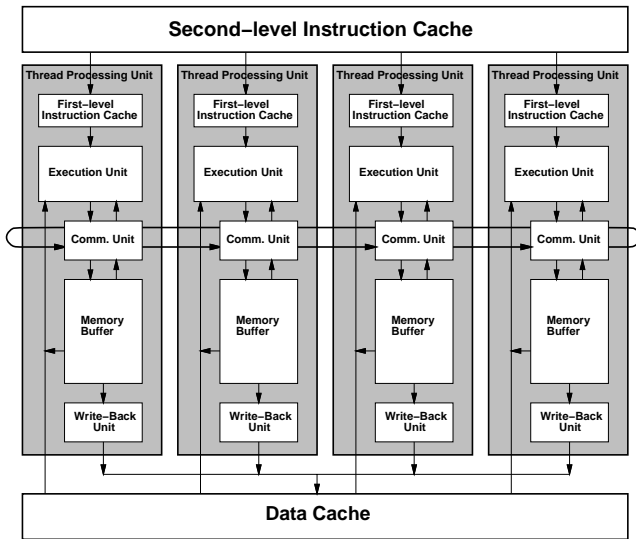 Second-level Instruction Cache
Thread Processing Unit
First-level
Instruction Cache
Execution Unit
Comm. Unit
Memory
Buffer
Write-Back
Unit
Thread Processing Unit
First-level
Instruction Cache
Execution Unit
Comm. Unit
Memory
Buffer
Write-Back
Unit
Thread Processing Unit
First-level
Instruction Cache
Execution Unit
Comm. Unit
Memory
Buffer
Write-Back
Unit
Thread Processing Unit
First-level
Instruction Cache
Execution Unit
Comm. Unit
Memory
Buffer
Write-Back
Unit
Data Cache